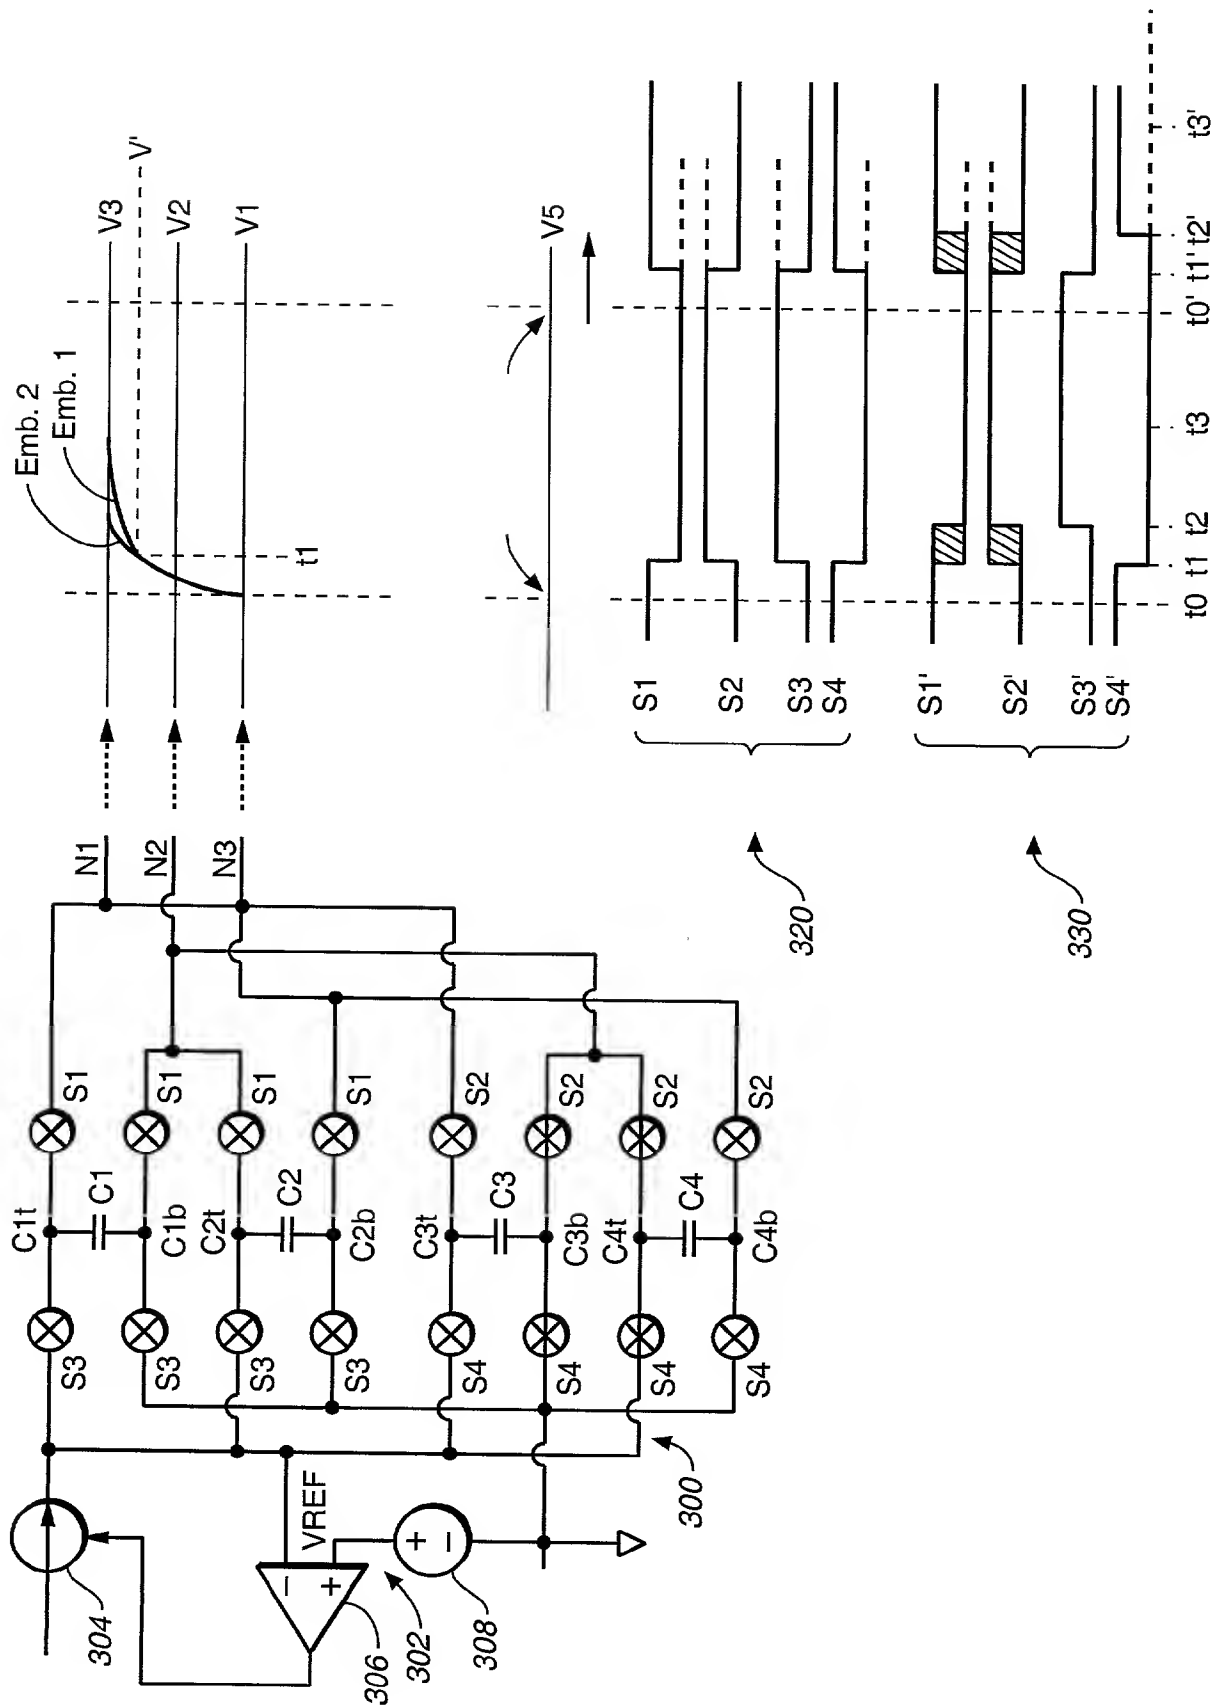 304
306
302
308
VREF
300
S3
S3
S3
S3
S4
S4
S4
S4
C1t
C1
C1b
C2t
C2
C2b
C3t
C3
C3b
C4t
C4
C4b
S1
S1
S1
S1
S2
S2
S2
S2
N1
N2
N3
Emb. 2
Emb. 1
V3
V'
V2
V1
t1
V5
320
S1
S2
S3
S4
330
S1'
S2'
S3'
S4'
t0 t1 t2 t3 t0' t1' t2' t3'